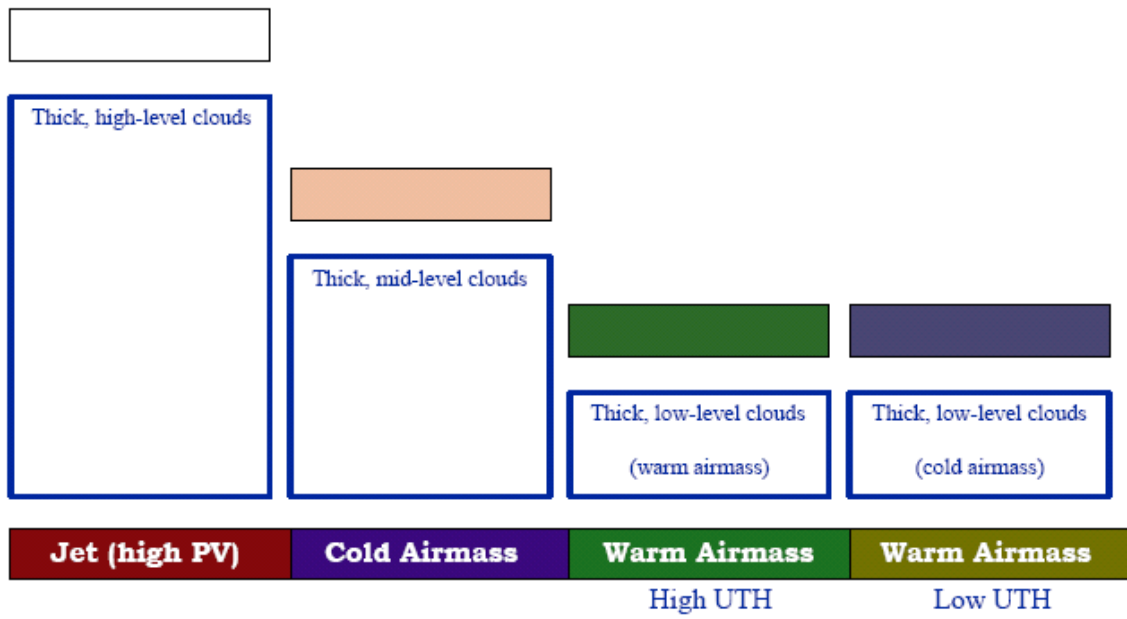 Thick, high-level clouds
Thick, mid-level clouds
Thick, low-level clouds
(warm airmass)
Thick, low-level clouds
(cold airmass)
Jet (high PV)
Cold Airmass
Warm Airmass
Warm Airmass
High UTH
Low UTH